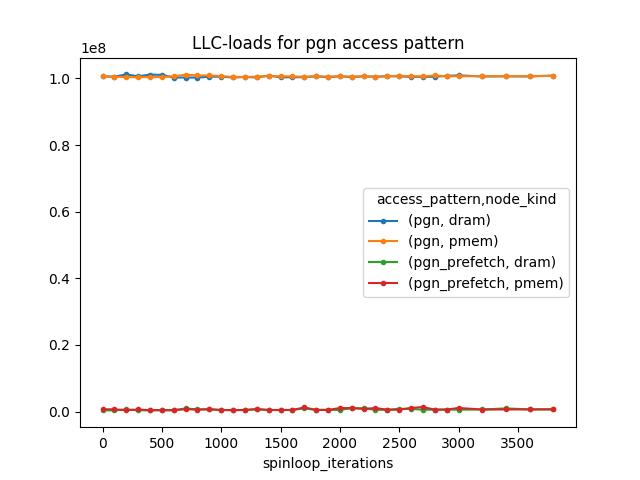 LLC-loads for pgn access pattern
1e8
1.0
0.8
0.6
0.4
0.2
0.0
access_pattern,node_kind
(pgn, dram)
(pgn, pmem)
(pgn_prefetch, dram)
(pgn_prefetch, pmem)
0 500 1000 1500 2000 2500 3000 3500
spinloop_iterations